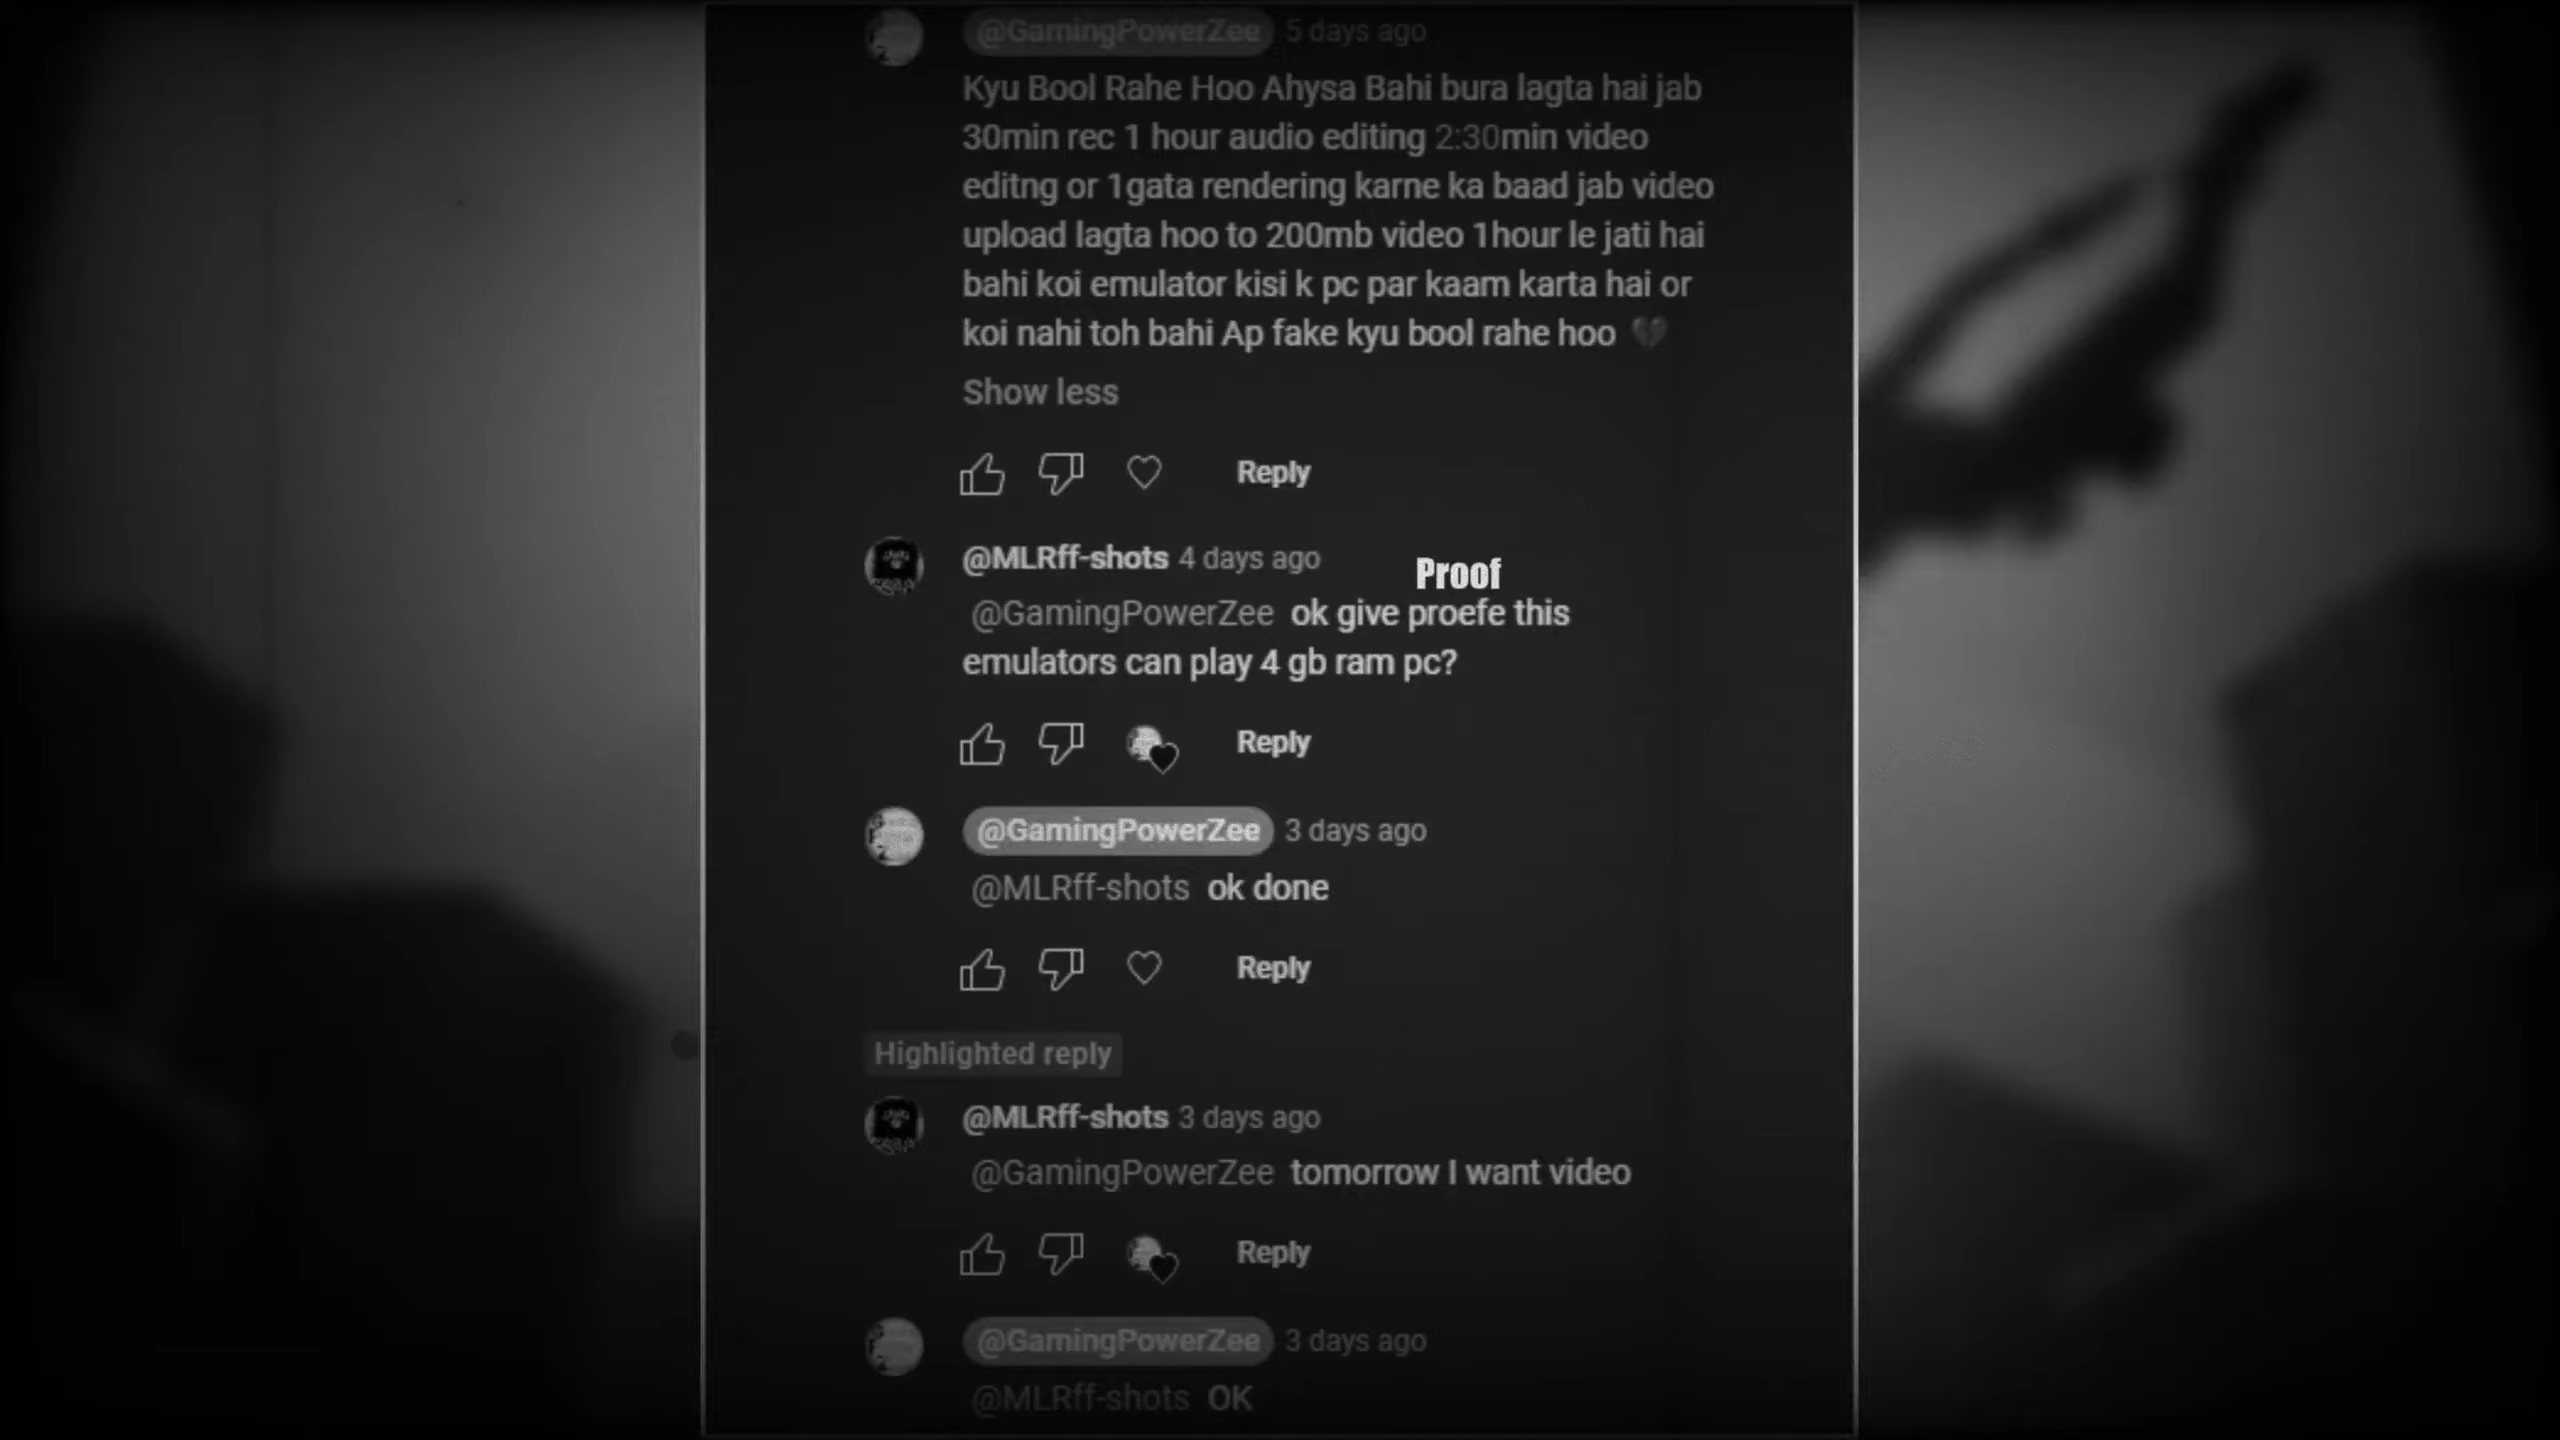 @GamingPowerZee 5 days ago
Kyu Bool Rahe Hoo Ahysa Bahi bura lagta hai jab
30min rec 1 hour audio editing 2:30min video
editng or 1gata rendering karne ka baad jab video
upload lagta hoo to 200mb video 1hour le jati hai
bahi koi emulator kisi k pc par kaam karta hai or
koi nahi toh bahi Ap fake kyu bool rahe hoo 💔
Show less
Reply
@MLRff-shots 4 days ago
Proof
@GamingPowerZee ok give proefe this
emulators can play 4 gb ram pc?
Reply
@GamingPowerZee 3 days ago
@MLRff-shots ok done
Reply
Highlighted reply
@MLRff-shots 3 days ago
@GamingPowerZee tomorrow I want video
Reply
@GamingPowerZee 3 days ago
@MLRff-shots OK